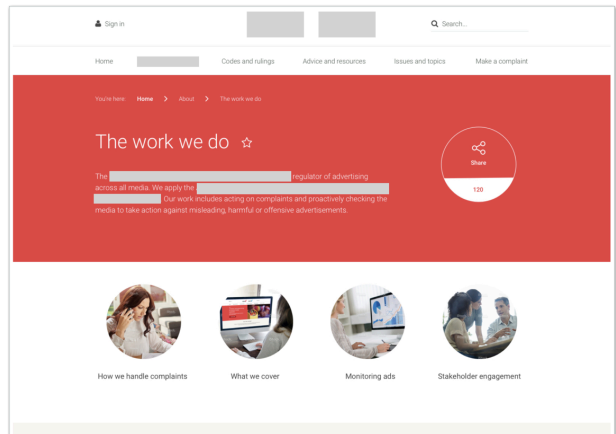 Sign in
Search...
Home
Codes and rulings
Advice and resources
Issues and topics
Make a complaint
You're here: Home > About > The work we do
The work we do
Share
120
The regulator of advertising
across all media. We apply the
Our work includes acting on complaints and proactively checking the
media to take action against misleading, harmful or offensive advertisements.
How we handle complaints
What we cover
Monitoring ads
Stakeholder engagement